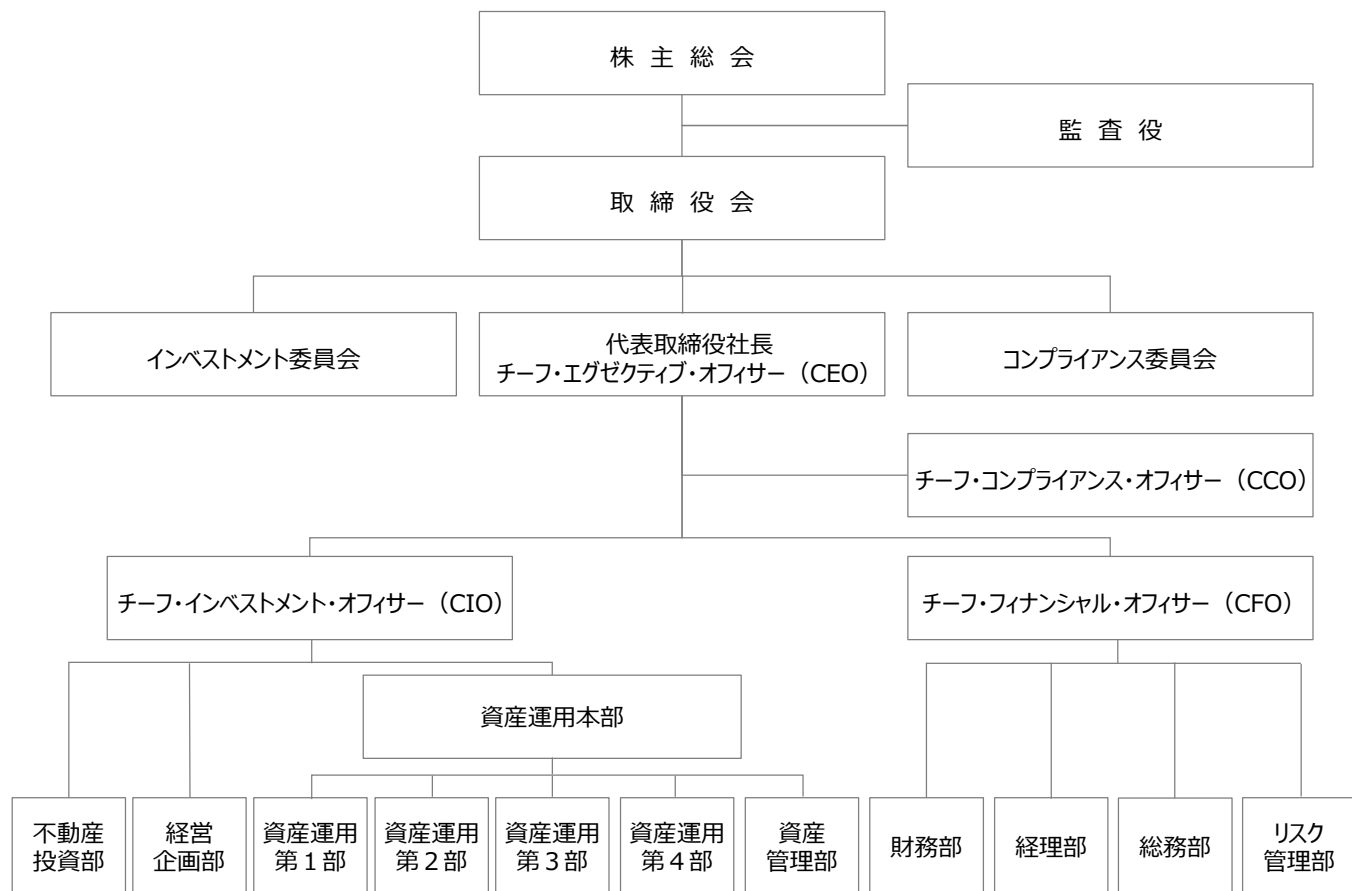 株 主 総 会
監 査 役
取 締 役 会
インベストメント委員会
代表取締役社長
チーフ・エグゼクティブ・オフィサー（CEO）
コンプライアンス委員会
チーフ・コンプライアンス・オフィサー（CCO）
チーフ・インベストメント・オフィサー（CIO）
チーフ・フィナンシャル・オフィサー（CFO）
資産運用本部
不動産
投資部
経営
企画部
資産運用
第１部
資産運用
第２部
資産運用
第３部
資産運用
第４部
資産
管理部
財務部
経理部
総務部
リスク
管理部